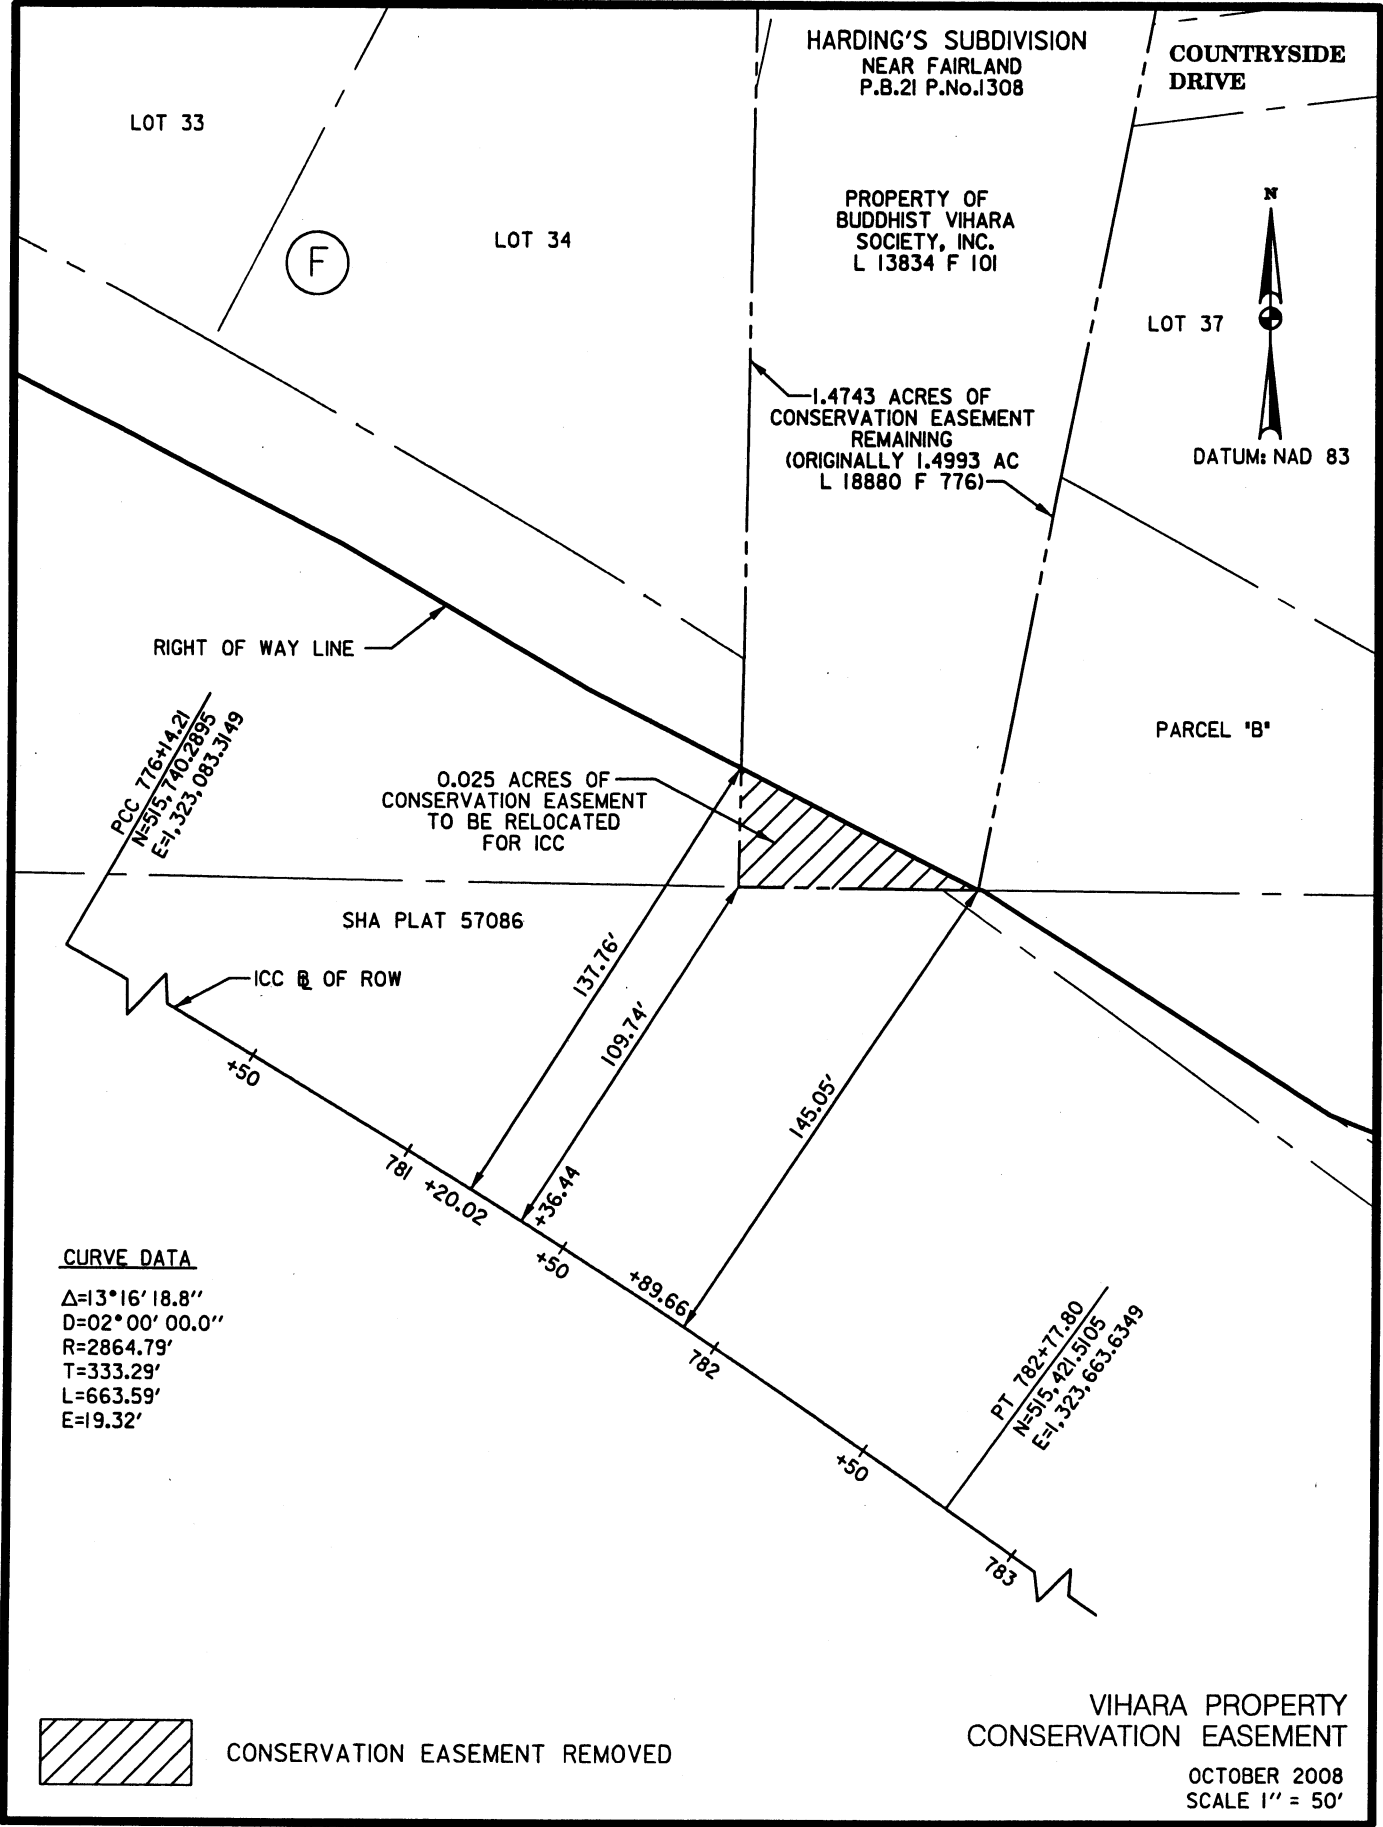 HARDING'S SUBDIVISION
NEAR FAIRLAND
P.B.21 P.No.1308
COUNTRYSIDE
DRIVE
LOT 33
F
LOT 34
PROPERTY OF
BUDDHIST VIHARA
SOCIETY, INC.
L 13834 F 101
N
LOT 37
DATUM: NAD 83
1.4743 ACRES OF
CONSERVATION EASEMENT
REMAINING
(ORIGINALLY 1.4993 AC
L 18880 F 776)
RIGHT OF WAY LINE
PARCEL "B"
PCC 776+14.21
N=515,740.2895
E=1,323,083.3149
0.025 ACRES OF
CONSERVATION EASEMENT
TO BE RELOCATED
FOR ICC
SHA PLAT 57086
ICC BL OF ROW
137.76'
109.74'
145.05'
+50
781
+20.02
+36.44
+50
+89.66
782
+50
783
PT 782+77.80
N=515,421.5105
E=1,323,663.6349
CURVE DATA
Δ=13°16'18.8"
D=02°00'00.0"
R=2864.79'
T=333.29'
L=663.59'
E=19.32'
CONSERVATION EASEMENT REMOVED
VIHARA PROPERTY
CONSERVATION EASEMENT
OCTOBER 2008
SCALE 1" = 50'